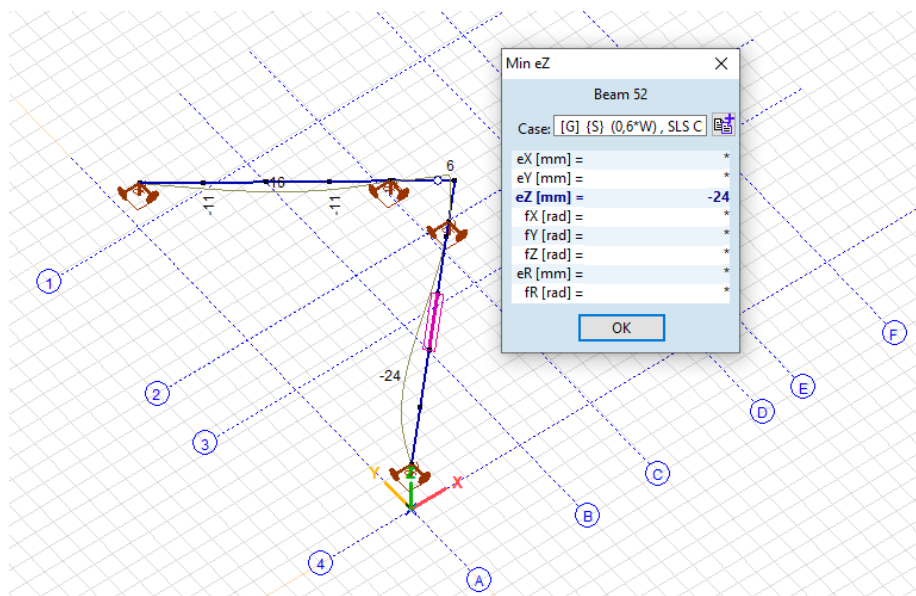 Min eZ
Beam 52
Case: [G] {S} (0,6*W) , SLS C
eX [mm] = *
eY [mm] = *
eZ [mm] = -24
fX [rad] = *
fY [rad] = *
fZ [rad] = *
eR [mm] = *
fR [rad] = *
OK
6
-16
-11
-11
-24
Y
Z
X
1
2
3
4
A
B
C
D
E
F